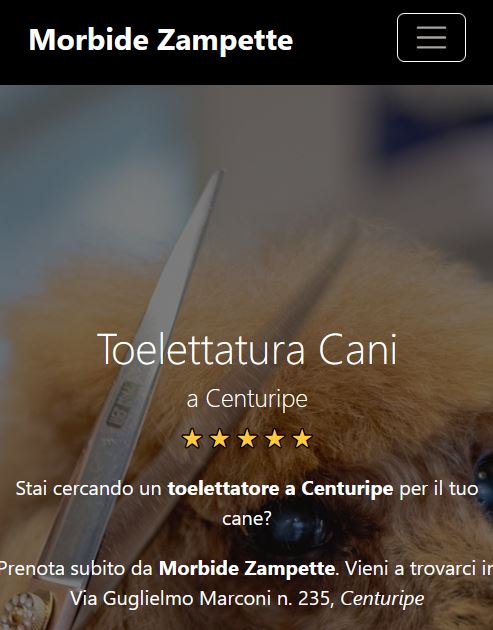 Morbide Zampette
Toelettatura Cani
a Centuripe
Stai cercando un toelettatore a Centuripe per il tuo
cane?
Prenota subito da Morbide Zampette. Vieni a trovarci in
Via Guglielmo Marconi n. 235, Centuripe